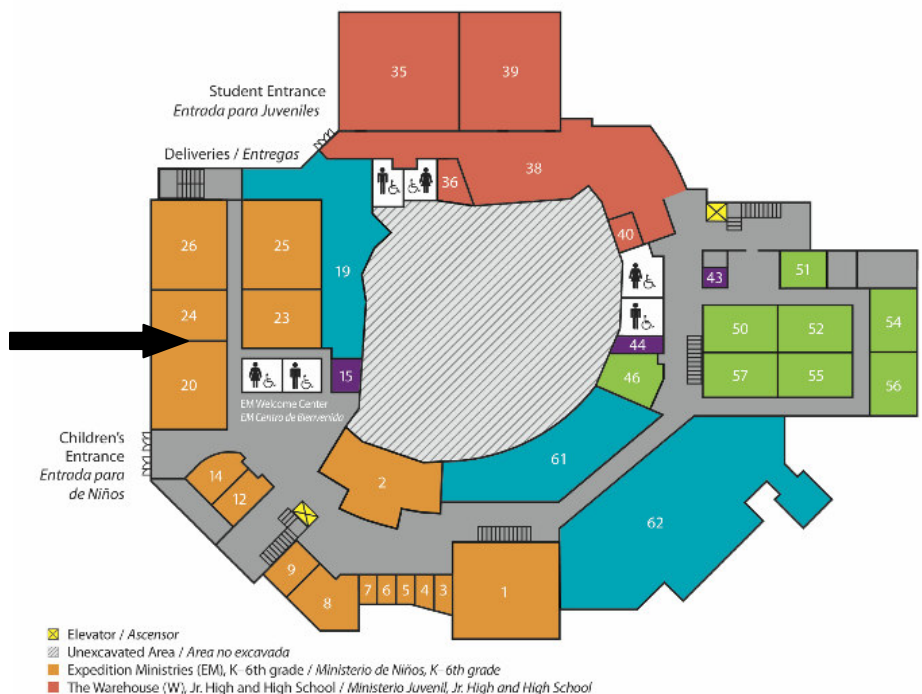 35
39
Student Entrance
Entrada para Juveniles
Deliveries / Entregas
38
36
26
25
19
40
43
51
24
23
50
52
54
44
15
46
20
57
55
56
EM Welcome Center
EM Centro de Bienvenida
Children's
Entrance
Entrada para
de Niños
14
12
2
61
62
9
8
7
6
5
4
3
1
Elevator / Ascensor
Unexcavated Area / Area no excavada
Expedition Ministries (EM), K–6th grade / Ministerio de Niños, K–6th grade
The Warehouse (W), Jr. High and High School / Ministerio Juvenil, Jr. High and High School